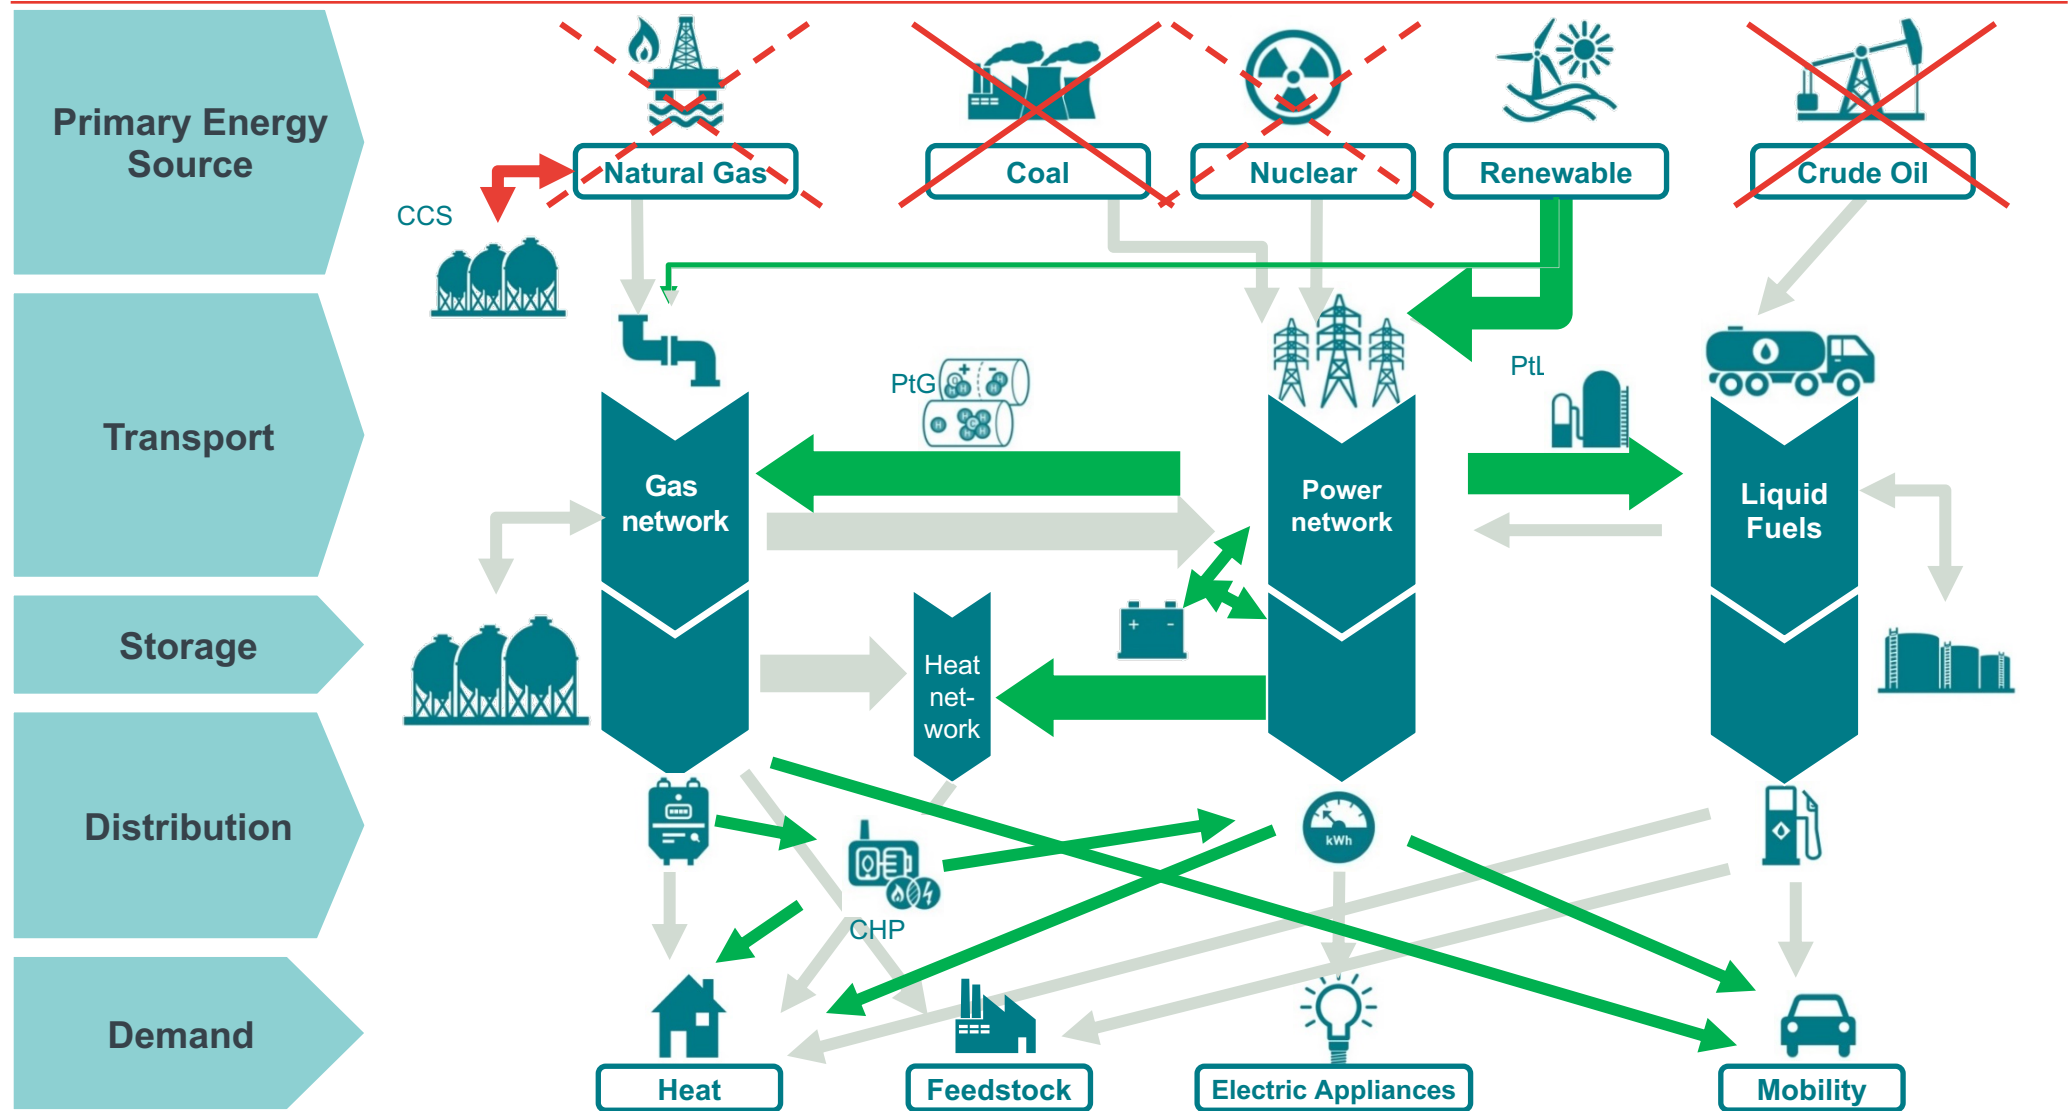 Primary Energy
Source
Natural Gas
Coal
Nuclear
Renewable
Crude Oil
CCS
Transport
PtG
PtL
Gas
network
Power
network
Liquid
Fuels
+ -
Storage
Heat
net-
work
Distribution
kWh
CHP
Demand
Heat
Feedstock
Electric Appliances
Mobility